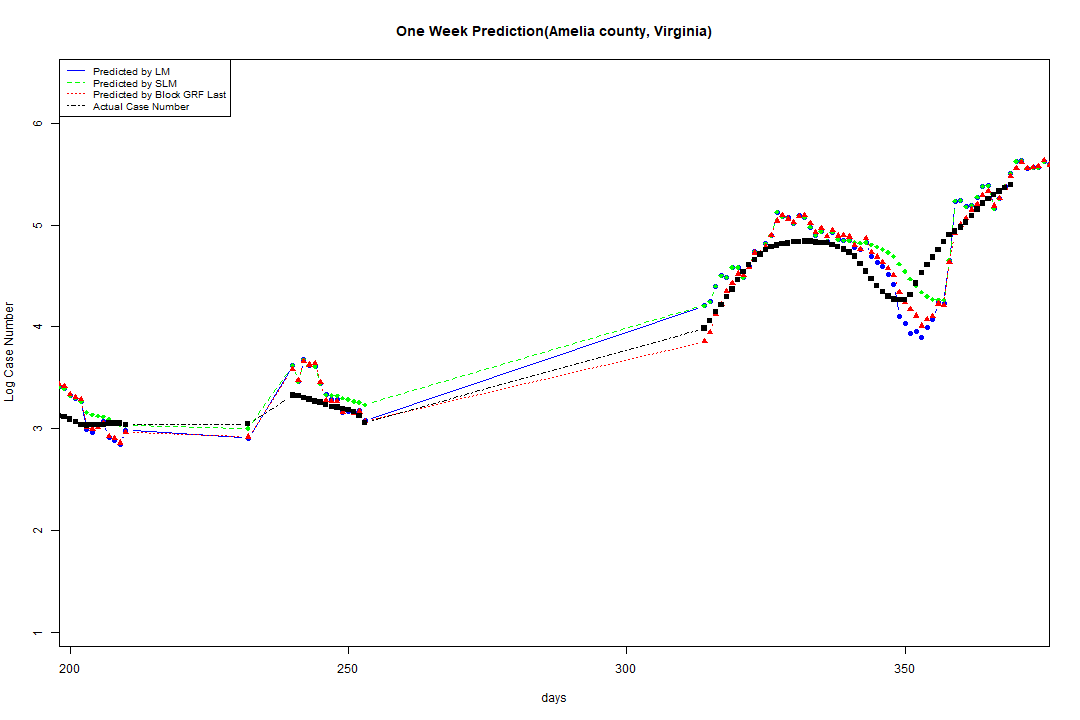 One Week Prediction(Amelia county, Virginia)
Predicted by LM
Predicted by SLM
Predicted by Block GRF Last
Actual Case Number
6
5
4
3
2
1
Log Case Number
200 250 300 350
days